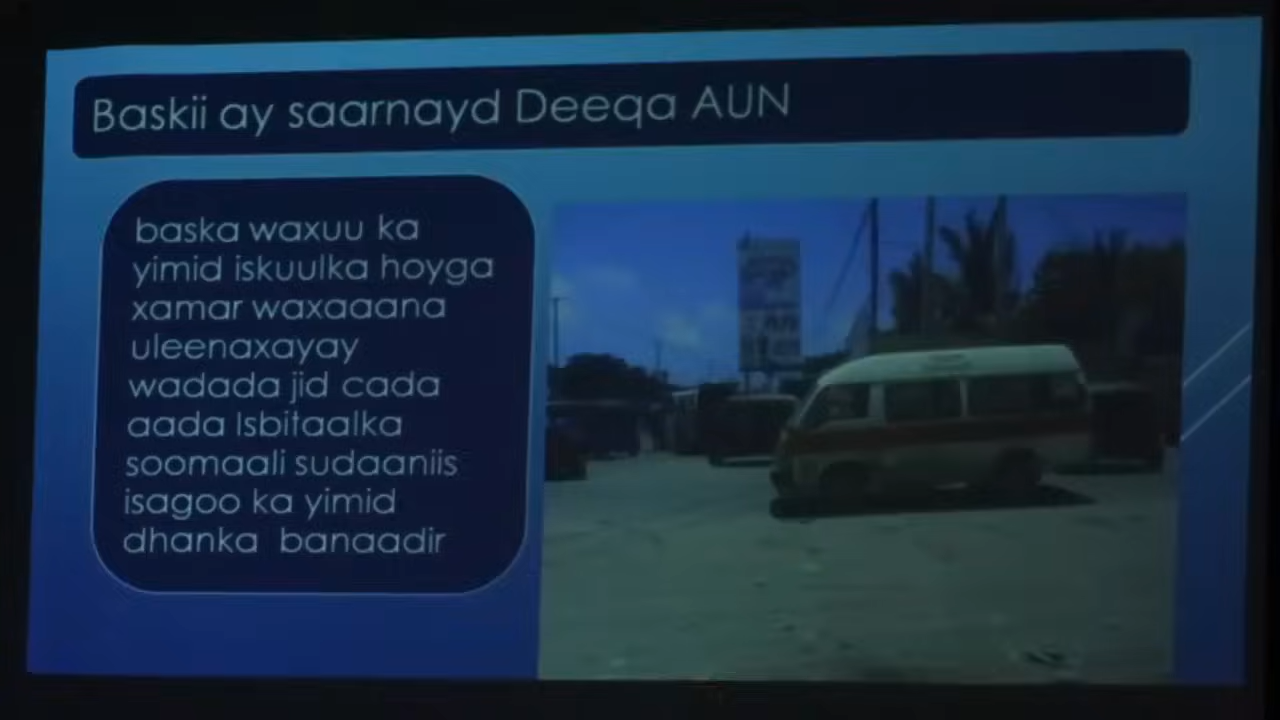 Baskii ay saarnayd Deeqa AUN
baska waxuu ka
yimid iskuulka hoyga
xamar waxaaana
uleenaxayay
wadada jid cada
aada Isbitaalka
soomaali sudaaniis
isagoo ka yimid
dhanka banaadir